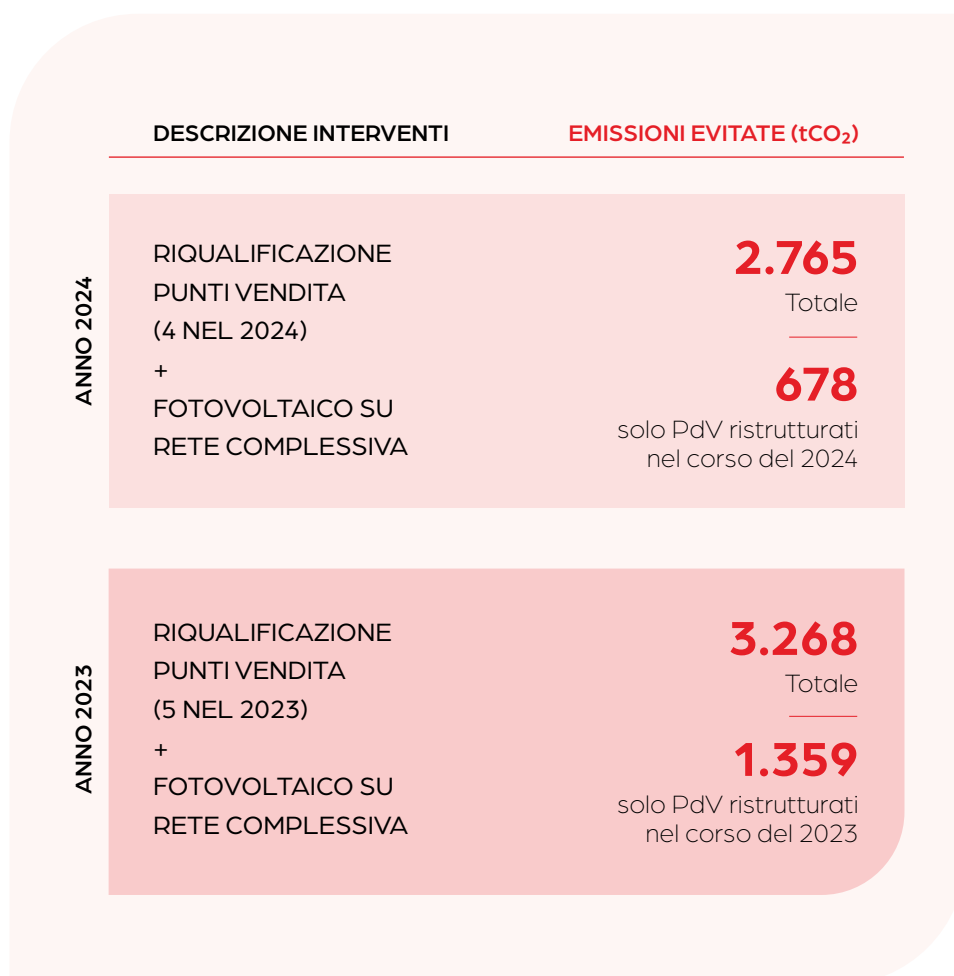 DESCRIZIONE INTERVENTI
EMISSIONI EVITATE (tCO₂)
ANNO 2024
RIQUALIFICAZIONE
PUNTI VENDITA
(4 NEL 2024)
+
FOTOVOLTAICO SU
RETE COMPLESSIVA
2.765
Totale
678
solo PdV ristrutturati
nel corso del 2024
ANNO 2023
RIQUALIFICAZIONE
PUNTI VENDITA
(5 NEL 2023)
+
FOTOVOLTAICO SU
RETE COMPLESSIVA
3.268
Totale
1.359
solo PdV ristrutturati
nel corso del 2023